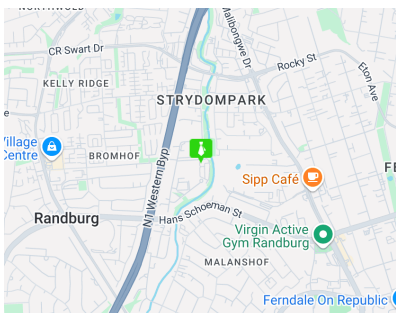 NORTHWOLD
CR Swart Dr
Malibongwe Dr
Rocky St
KELLY RIDGE
Eton Ave
STRYDOMPARK
Village
Centre
BROMHOF
N1 Western Byp
Sipp Café
Randburg
Hans Schoeman St
Virgin Active
Gym Randburg
MALANSHOF
Ferndale On Republic